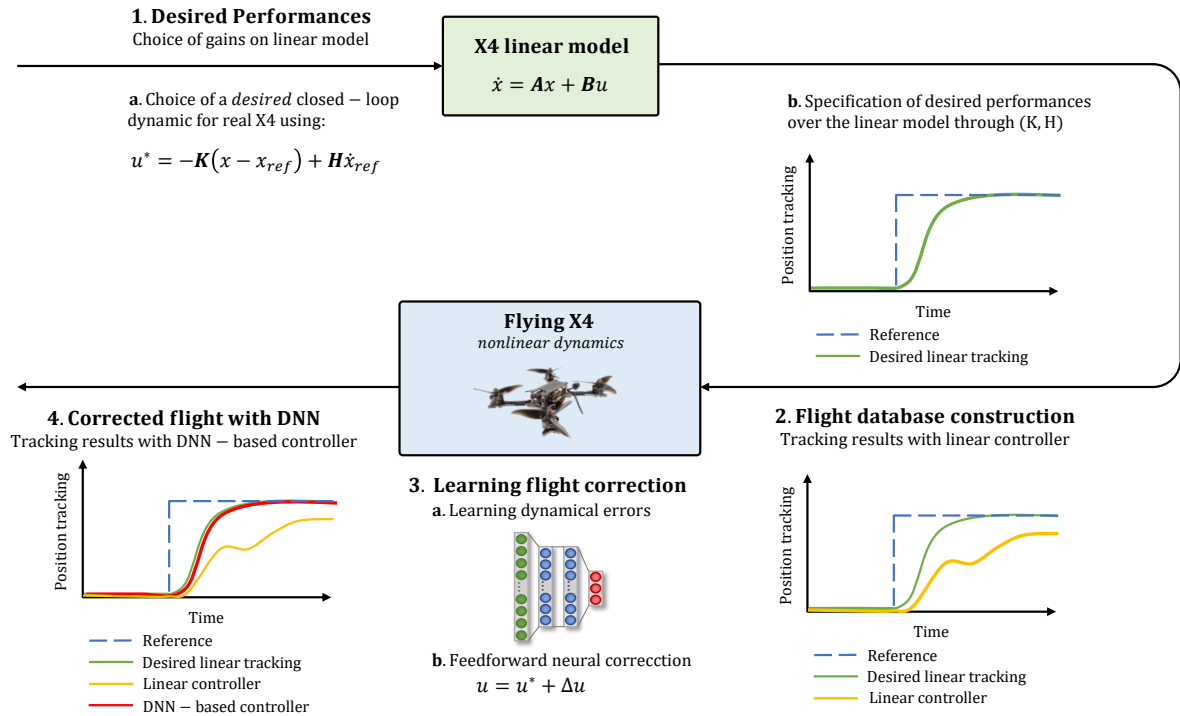 1. Desired Performances
Choice of gains on linear model
a. Choice of a desired closed – loop
dynamic for real X4 using:
u* = −K(x − x_ref) + Hẋ_ref
X4 linear model
ẋ = Ax + Bu
b. Specification of desired performances
over the linear model through (K, H)
Position tracking
Time
Reference
Desired linear tracking
Flying X4
nonlinear dynamics
2. Flight database construction
Tracking results with linear controller
Position tracking
Time
Reference
Desired linear tracking
Linear controller
3. Learning flight correction
a. Learning dynamical errors
b. Feedforward neural correcction
u = u* + Δu
4. Corrected flight with DNN
Tracking results with DNN – based controller
Position tracking
Time
Reference
Desired linear tracking
Linear controller
DNN – based controller